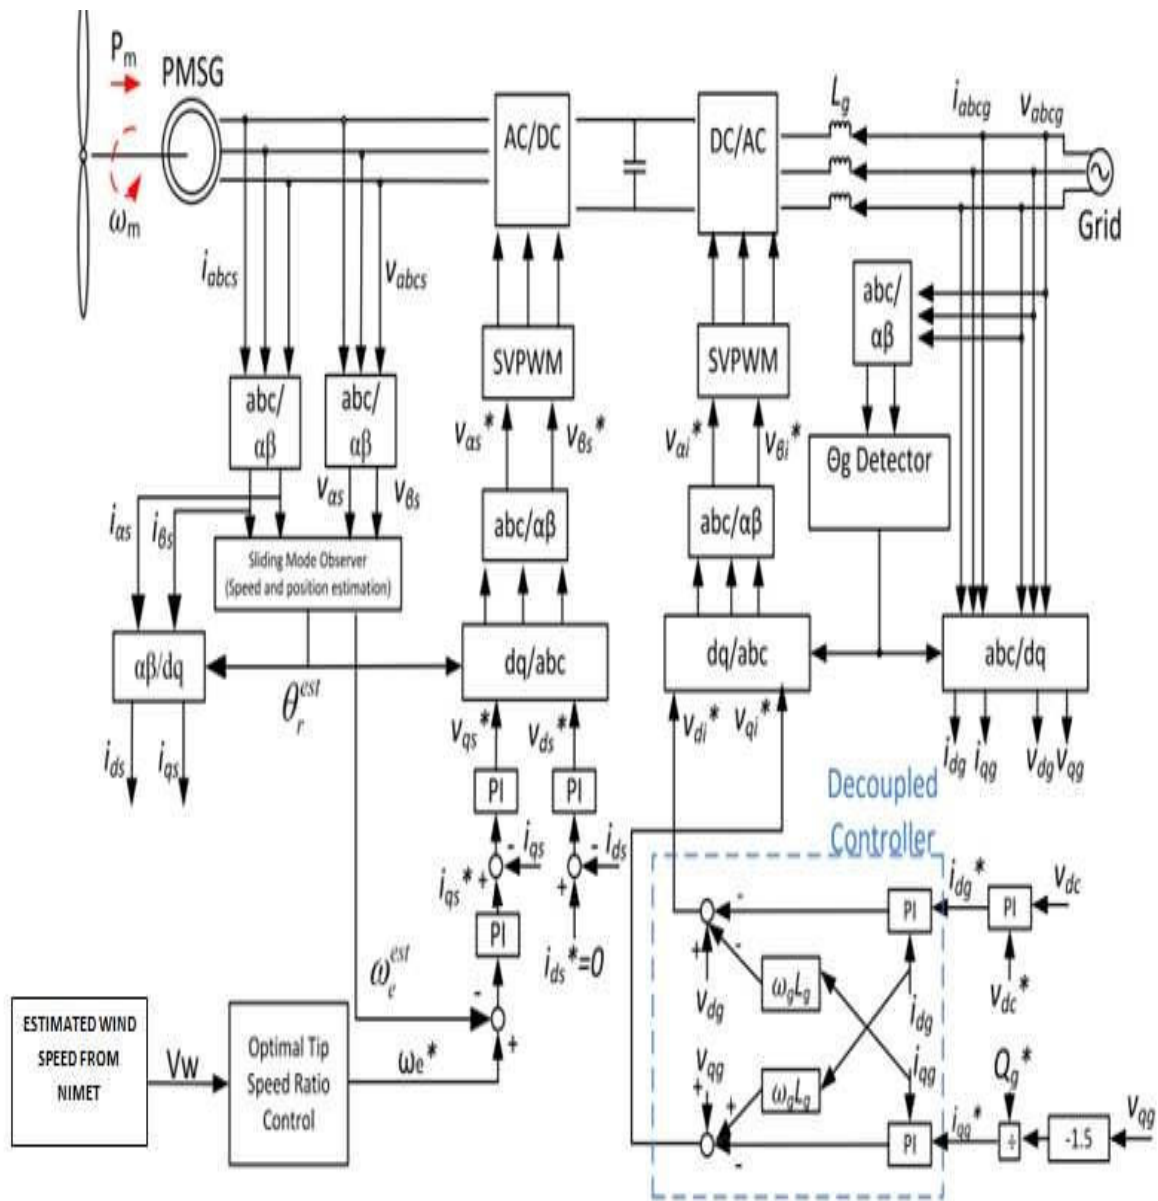 Pm
PMSG
ωm
AC/DC
DC/AC
Lg
iabcg
vabcg
Grid
iabcs
vabcs
abc/
αβ
abc/
αβ
SVPWM
SVPWM
abc/
αβ
vαs*
vβs*
vαi*
vβi*
Θg Detector
iαs
iβs
vαs
vβs
abc/αβ
abc/αβ
Sliding Mode Observer
(Speed and position estimation)
αβ/dq
dq/abc
dq/abc
abc/dq
θr est
ids
iqs
vqs*
vds*
vdi*
vqi*
idg
iqg
vdg
vqg
PI
PI
Decoupled
Controller
- iqs
- ids
iqs*
+
+
PI
ids*=0
ωe est
-
+
PI
idg*
PI
vdc
-
+
-
vdg
ωgLg
idg
vdc*
ESTIMATED WIND
SPEED FROM
NIMET
Vw
Optimal Tip
Speed Ratio
Control
ωe*
vqg
+
+
ωgLg
iqg
Qg*
-
PI
iqg*
÷
-1.5
vqg